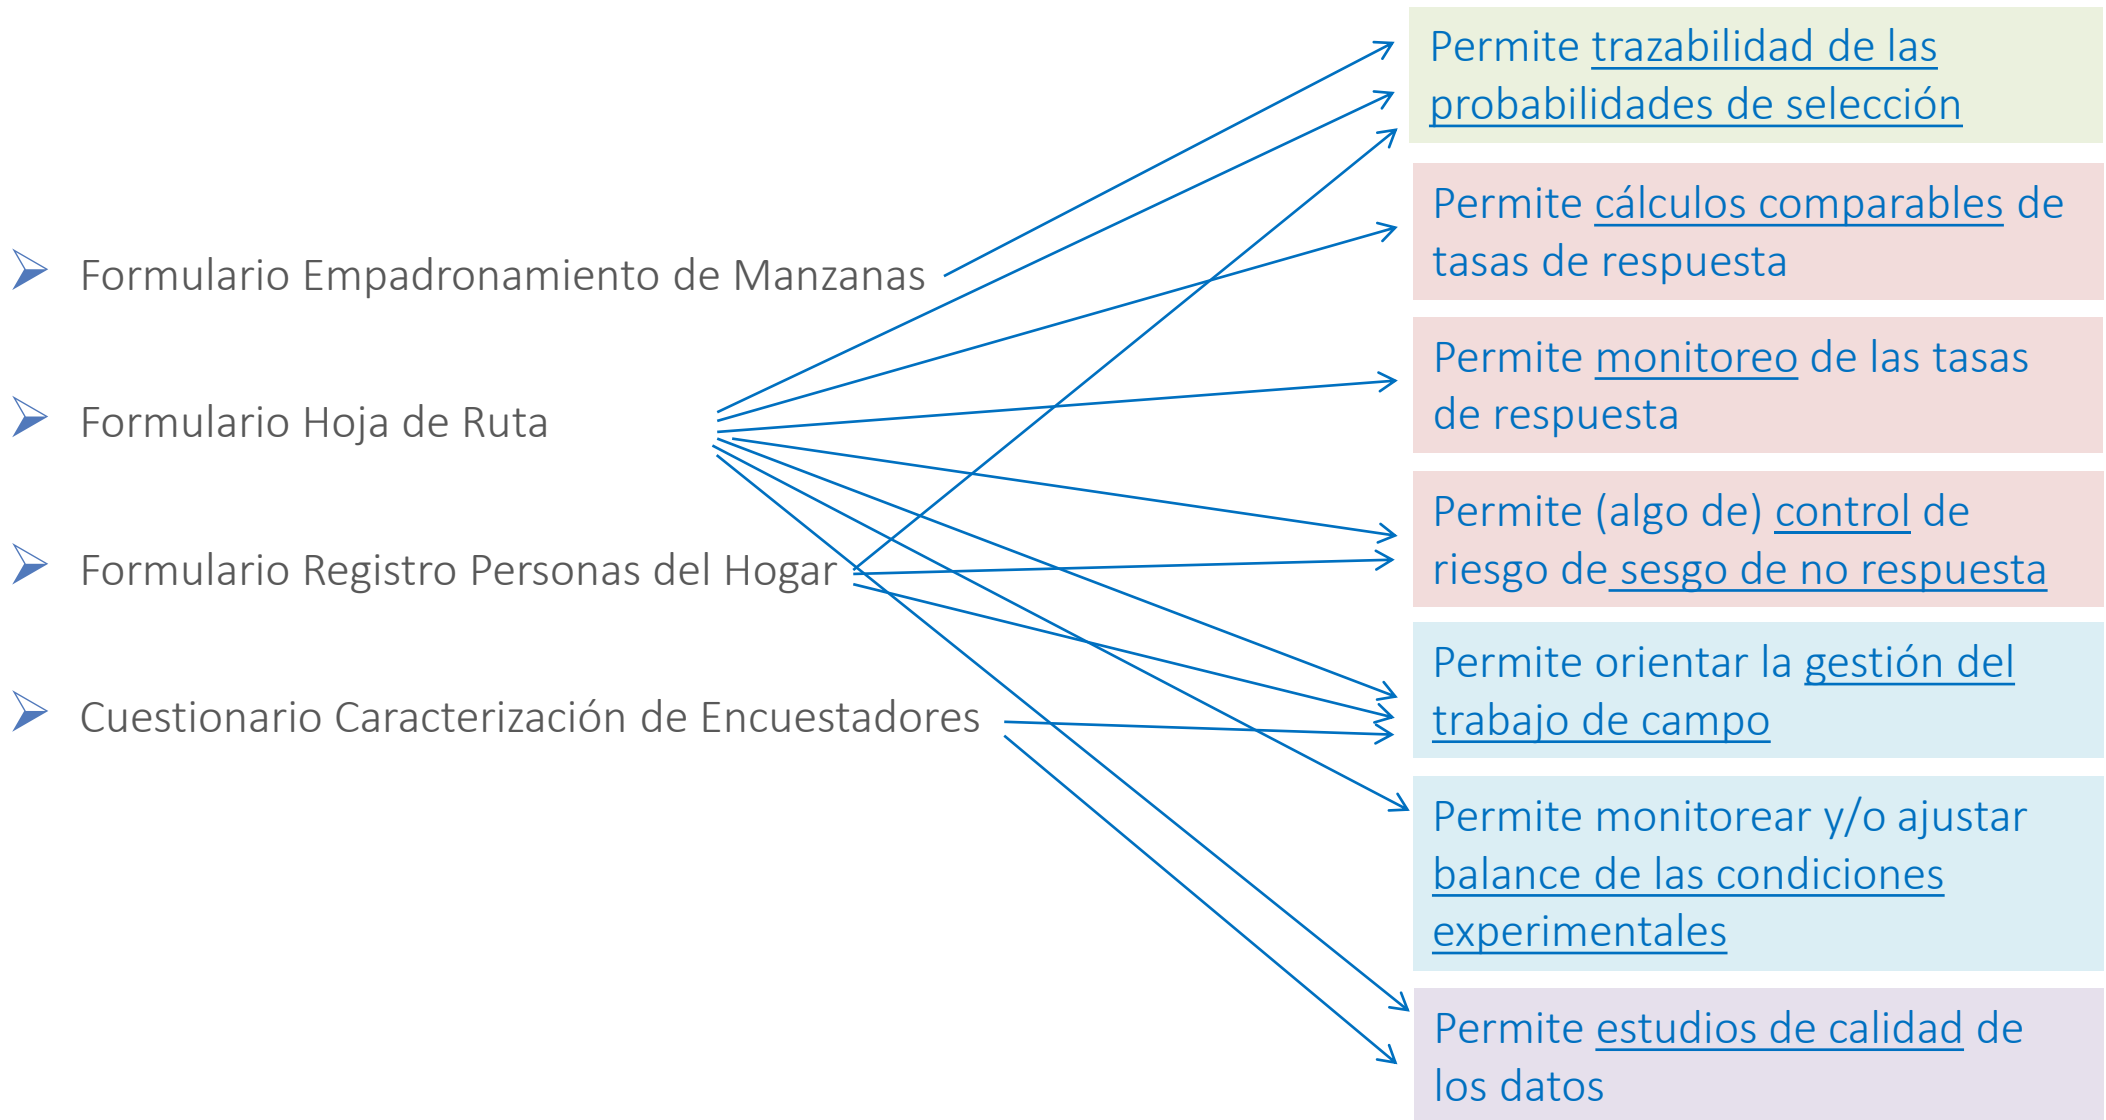 Formulario Empadronamiento de Manzanas
Formulario Hoja de Ruta
Formulario Registro Personas del Hogar
Cuestionario Caracterización de Encuestadores
Permite trazabilidad de las
probabilidades de selección
Permite cálculos comparables de
tasas de respuesta
Permite monitoreo de las tasas
de respuesta
Permite (algo de) control de
riesgo de sesgo de no respuesta
Permite orientar la gestión del
trabajo de campo
Permite monitorear y/o ajustar
balance de las condiciones
experimentales
Permite estudios de calidad de
los datos